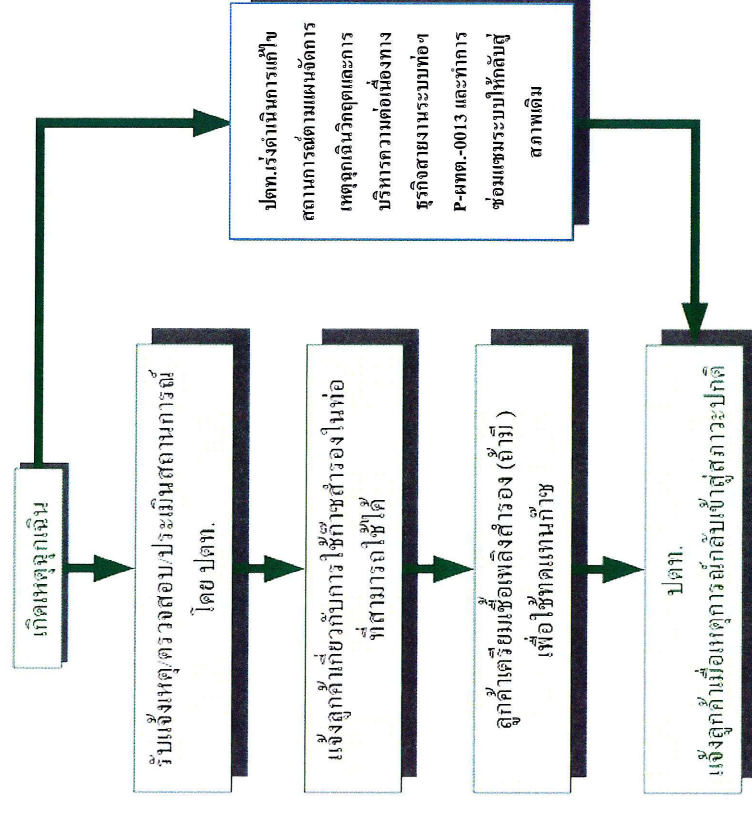 เกิดเหตุฉุกเฉิน
รับแจ้งเหตุ/ตรวจสอบ/ประเมินสถานการณ์
โดย ปตท.
แจ้งลูกค้าเกี่ยวกับการใช้ก๊าซสำรองในท่อ
ที่สามารถใช้ได้
ลูกค้าเตรียมเชื้อเพลิงสำรอง (ถ้ามี)
เพื่อใช้ทดแทนก๊าซ
ปตท.
แจ้งลูกค้าเมื่อเหตุการณ์กลับเข้าสู่สภาวะปกติ
ปตท.เร่งดำเนินการแก้ไข
สถานการณ์ตามแผนจัดการ
เหตุฉุกเฉินวิกฤตและการ
บริหารความต่อเนื่องทาง
ธุรกิจสายงานระบบท่อฯ
P-ผทต.-0013 และทำการ
ซ่อมแซมระบบให้กลับสู่
สภาพเดิม